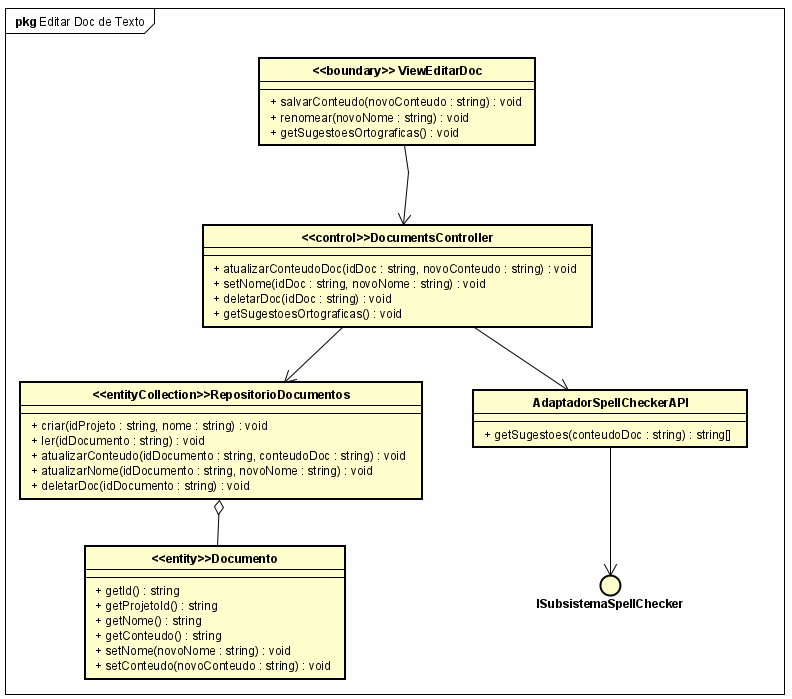 pkg Editar Doc de Texto
<<boundary>> ViewEditarDoc
+ salvarConteudo(novoConteudo : string) : void
+ renomear(novoNome : string) : void
+ getSugestoesOrtograficas() : void
<<control>>DocumentsController
+ atualizarConteudoDoc(idDoc : string, novoConteudo : string) : void
+ setNome(idDoc : string, novoNome : string) : void
+ deletarDoc(idDoc : string) : void
+ getSugestoesOrtograficas() : void
<<entityCollection>>RepositorioDocumentos
+ criar(idProjeto : string, nome : string) : void
+ ler(idDocumento : string) : void
+ atualizarConteudo(idDocumento : string, conteudoDoc : string) : void
+ atualizarNome(idDocumento : string, novoNome : string) : void
+ deletarDoc(idDocumento : string) : void
AdaptadorSpellCheckerAPI
+ getSugestoes(conteudoDoc : string) : string[]
<<entity>>Documento
+ getId() : string
+ getProjetoId() : string
+ getNome() : string
+ getConteudo() : string
+ setNome(novoNome : string) : void
+ setConteudo(novoConteudo : string) : void
ISubsistemaSpellChecker